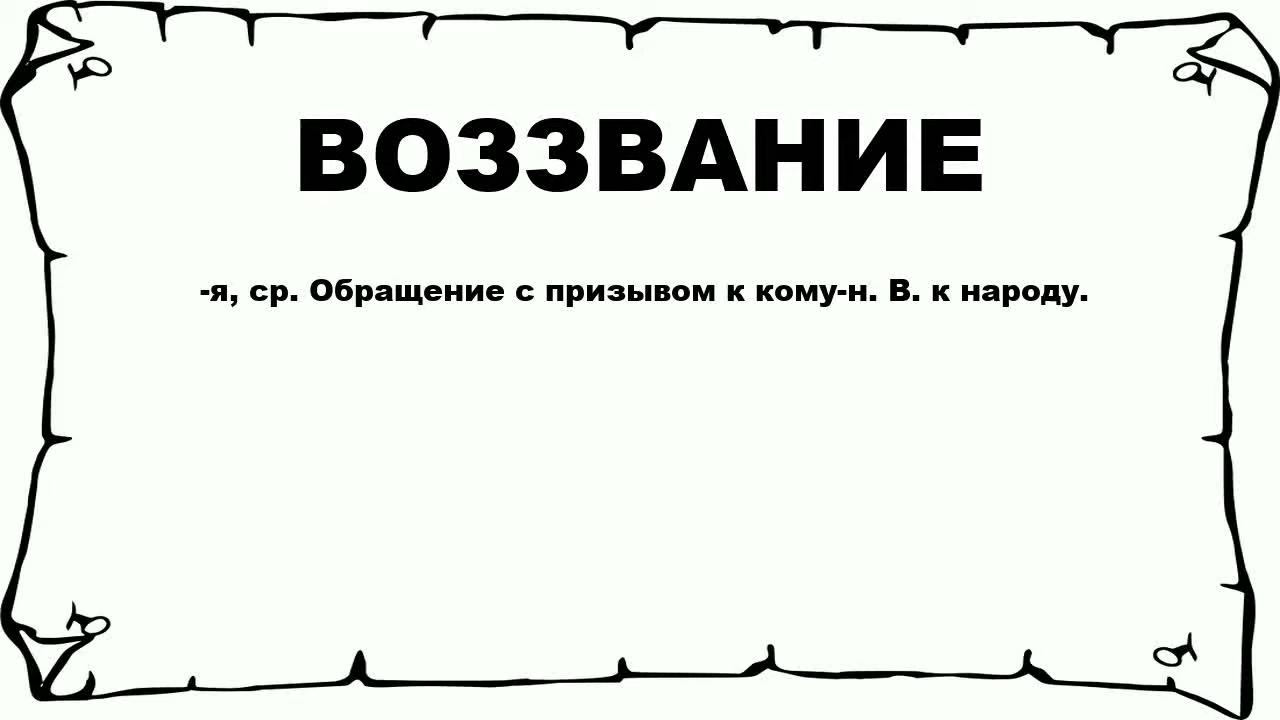 ВОЗЗВАНИЕ
-я, ср. Обращение с призывом к кому-н. В. к народу.